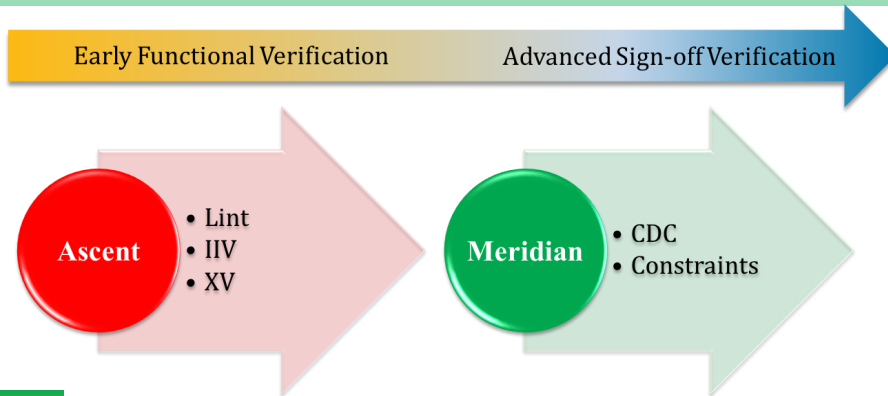 Early Functional Verification
Advanced Sign-off Verification
Ascent
• Lint
• IIV
• XV
Meridian
• CDC
• Constraints